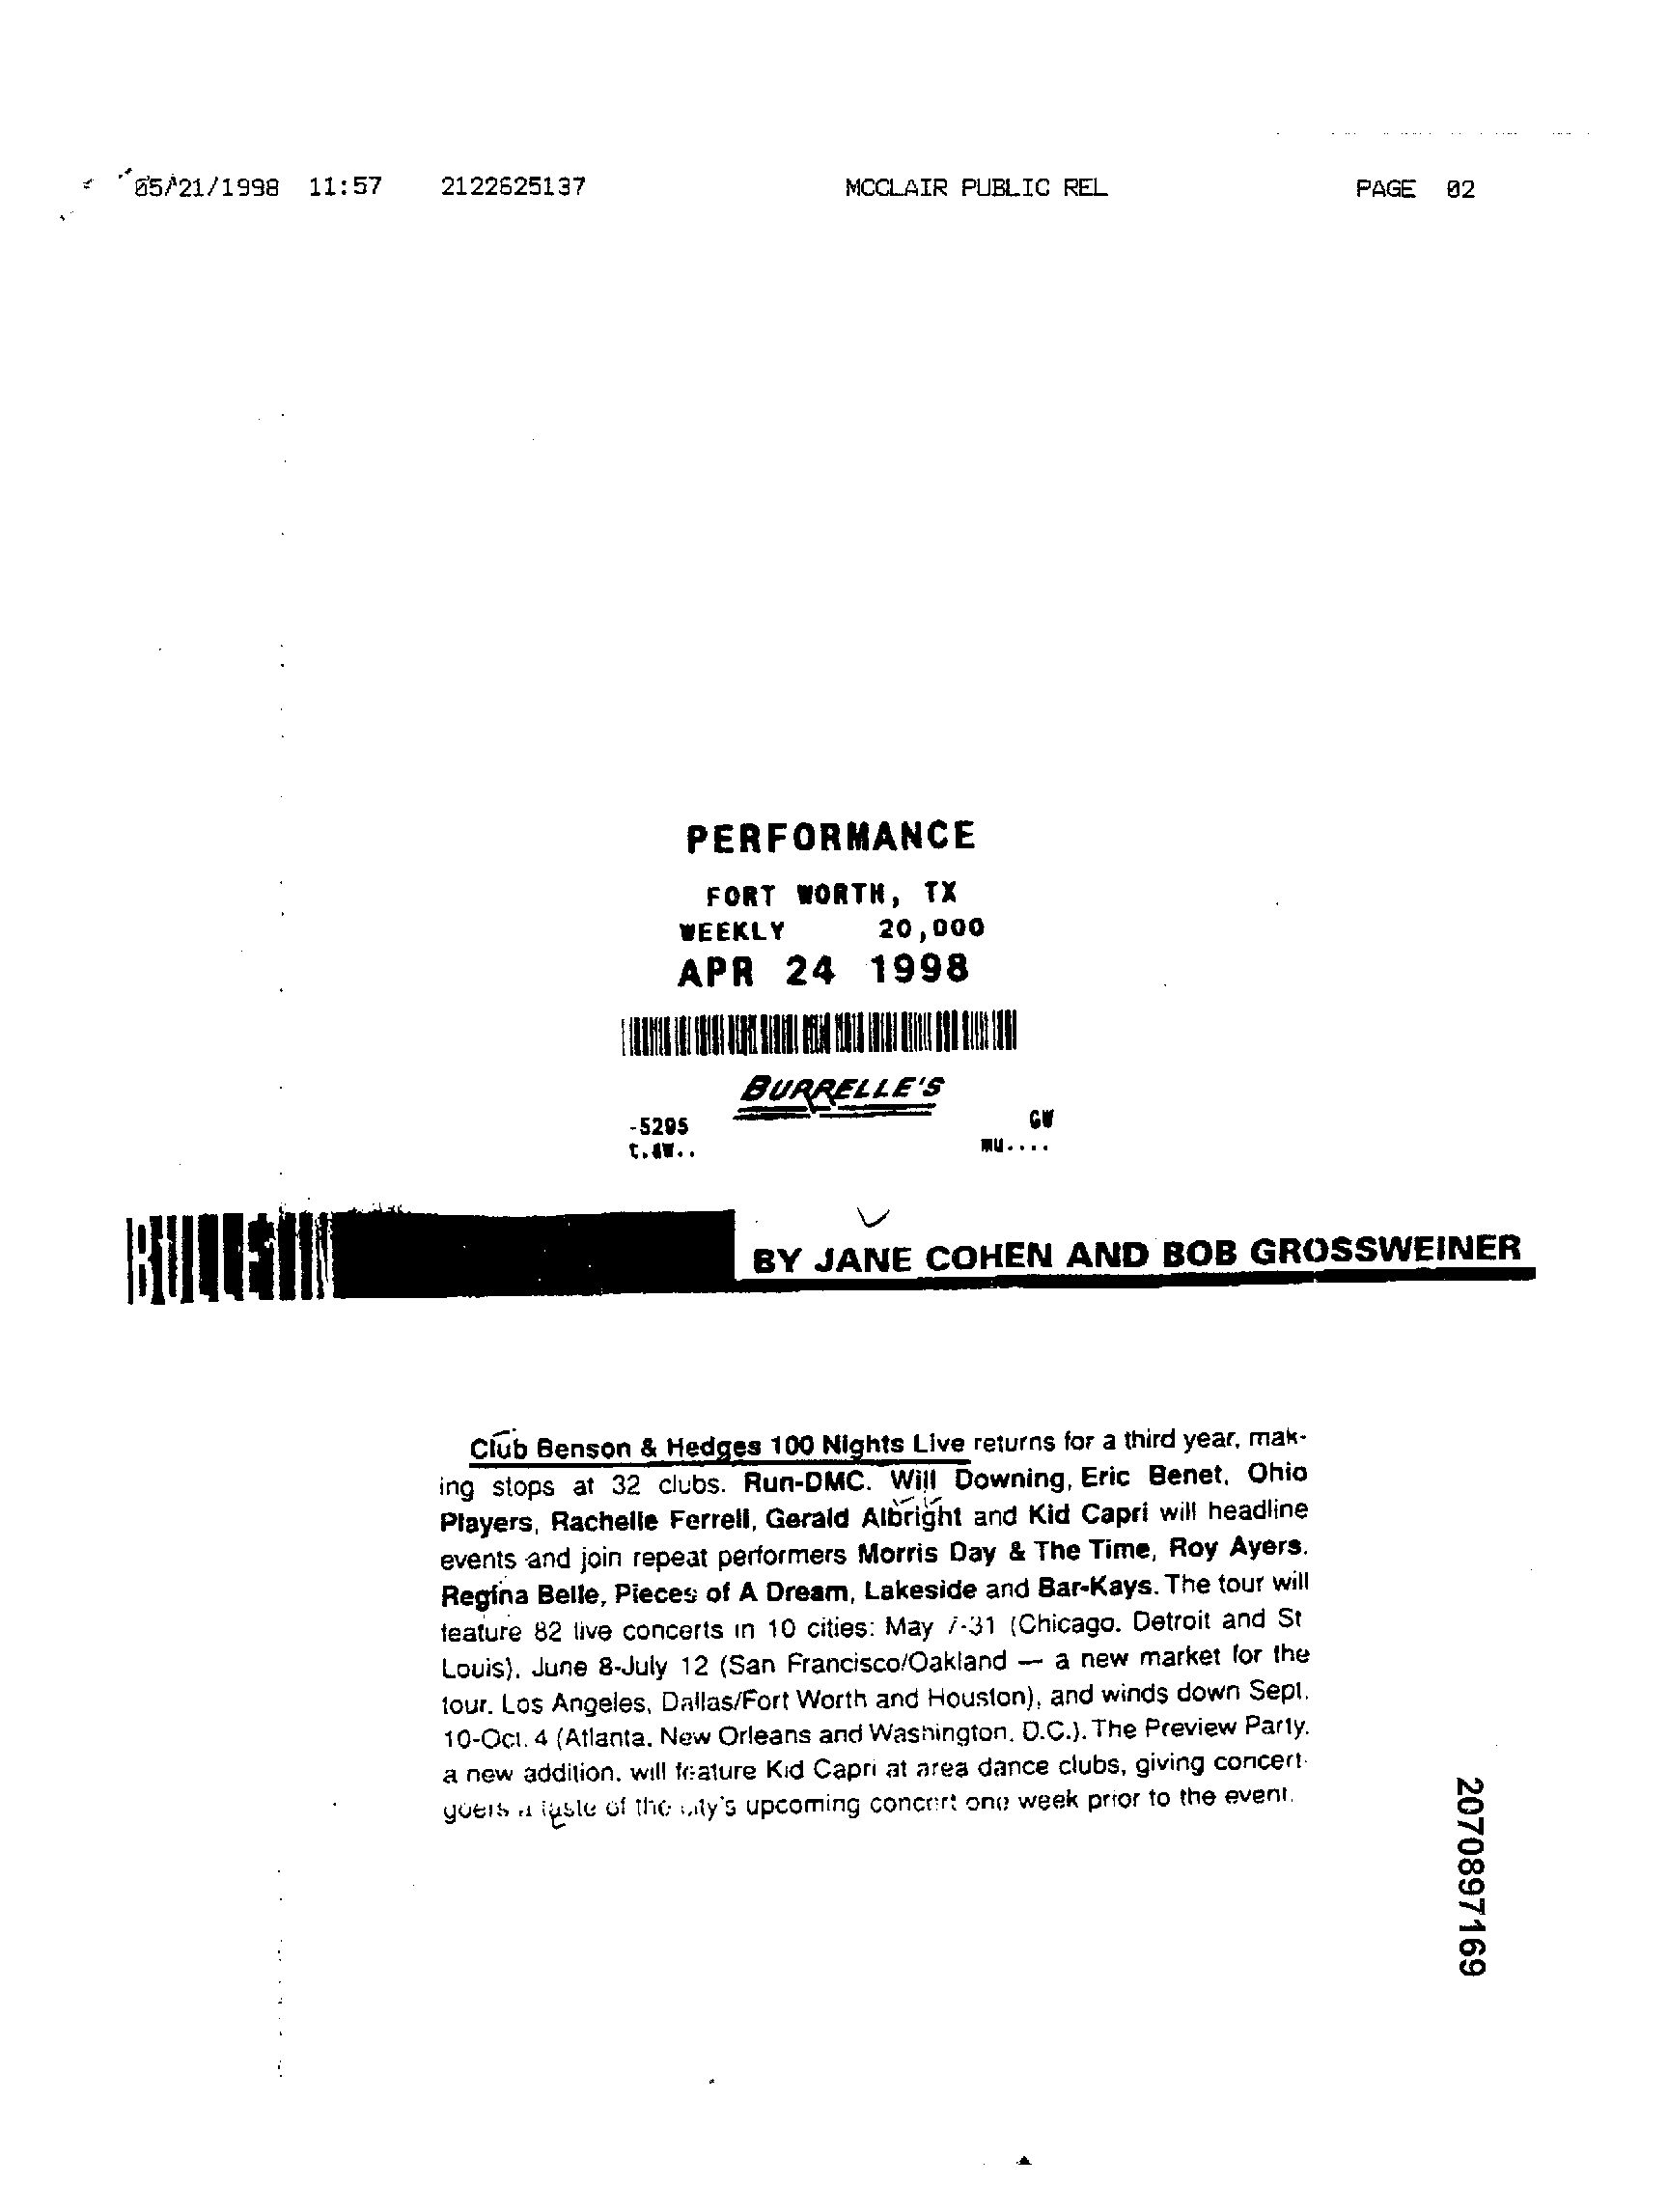 05/21/1998 11:57 2122625137 MCCLAIR PUBLIC REL PAGE 02
PERFORMANCE
FORT WORTH, TX
WEEKLY 20,000
APR 24 1998
BURRELLE'S
-5295 GW
t.aw.. mu....
BY JANE COHEN AND BOB GROSSWEINER
Club Benson & Hedges 100 Nights Live returns for a third year, mak-
ing stops at 32 clubs. Run-DMC. Will Downing, Eric Benet, Ohio
Players, Rachelle Ferrell, Gerald Albright and Kid Capri will headline
events and join repeat performers Morris Day & The Time, Roy Ayers.
Regina Belle, Pieces of A Dream, Lakeside and Bar-Kays. The tour will
feature 82 live concerts in 10 cities: May 7-31 (Chicago. Detroit and St
Louis), June 8-July 12 (San Francisco/Oakland — a new market for the
tour. Los Angeles, Dallas/Fort Worth and Houston), and winds down Sept.
10-Oct. 4 (Atlanta. New Orleans and Washington. D.C.). The Preview Party.
a new addition. will feature Kid Capri at area dance clubs, giving concert-
goers a taste of the city's upcoming concert one week prior to the event.
2070897169